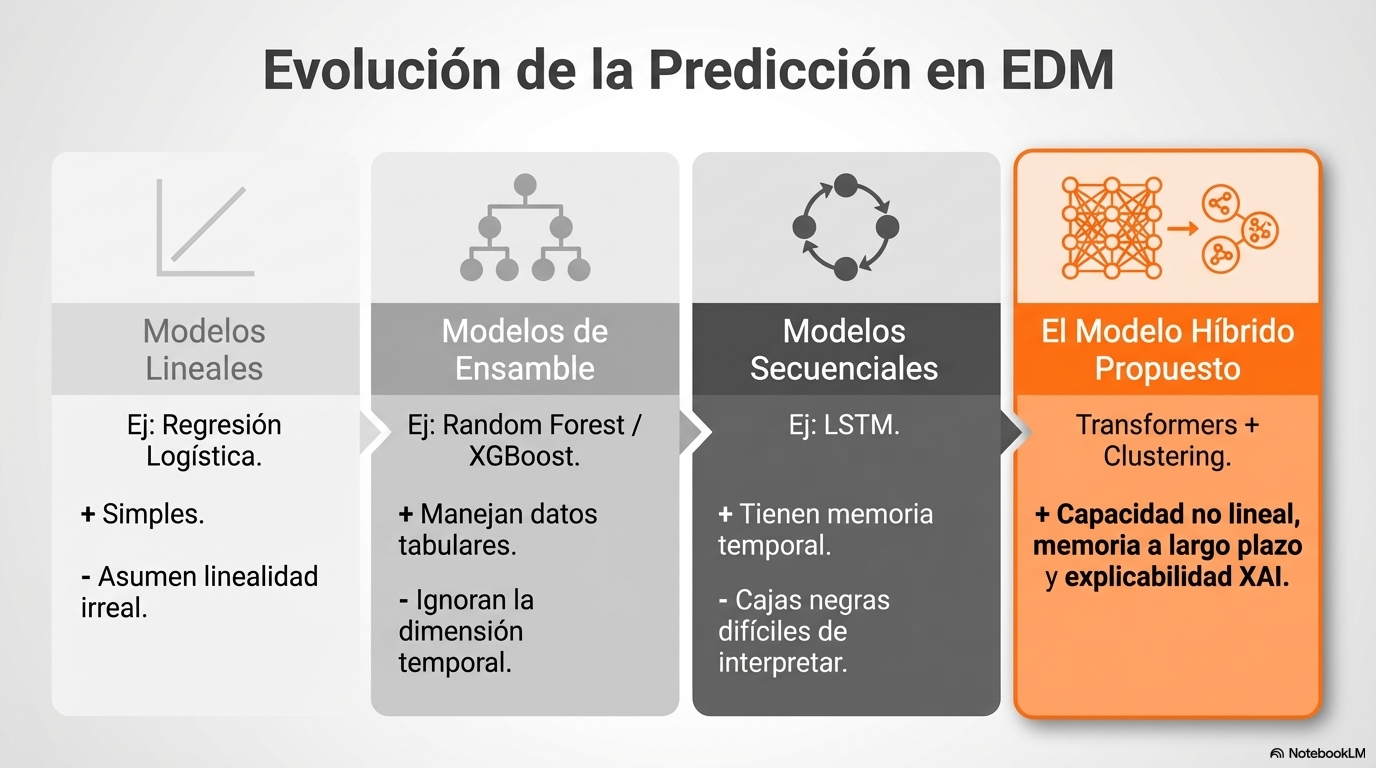 Evolución de la Predicción en EDM
Modelos
Lineales
Ej: Regresión
Logística.
+ Simples.
- Asumen linealidad
irreal.
Modelos de
Ensamble
Ej: Random Forest /
XGBoost.
+ Manejan datos
tabulares.
- Ignoran la
dimensión
temporal.
Modelos
Secuenciales
Ej: LSTM.
+ Tienen memoria
temporal.
- Cajas negras
difíciles de
interpretar.
El Modelo Híbrido
Propuesto
Transformers +
Clustering.
+ Capacidad no lineal,
memoria a largo plazo
y explicabilidad XAI.
NotebookLM